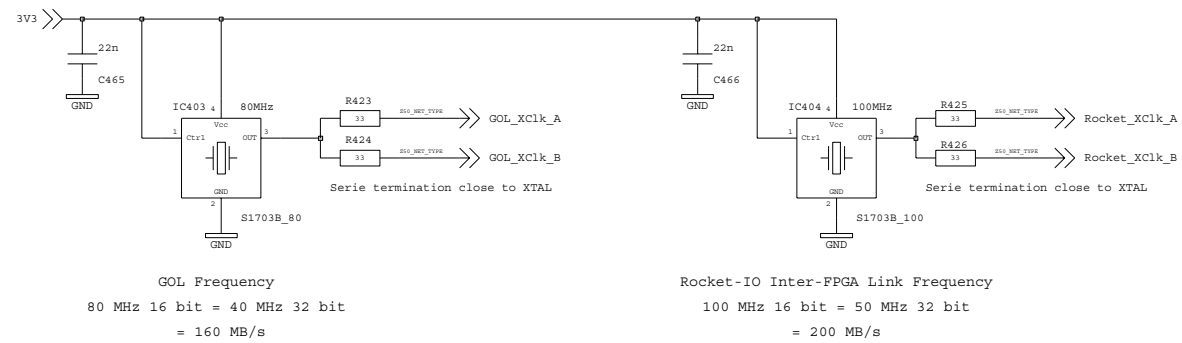 3V3
22n
C465
GND
IC403
4
80MHz
Vcc
1
Ctrl
OUT
3
GND
2
S1703B_80
GND
R423
33
Z50_NET_TYPE
GOL_XClk_A
R424
33
Z50_NET_TYPE
GOL_XClk_B
Serie termination close to XTAL
22n
C466
GND
IC404
4
100MHz
Vcc
1
Ctrl
OUT
3
GND
2
S1703B_100
GND
R425
33
Z50_NET_TYPE
Rocket_XClk_A
R426
33
Z50_NET_TYPE
Rocket_XClk_B
Serie termination close to XTAL
GOL Frequency
80 MHz 16 bit = 40 MHz 32 bit
= 160 MB/s
Rocket-IO Inter-FPGA Link Frequency
100 MHz 16 bit = 50 MHz 32 bit
= 200 MB/s